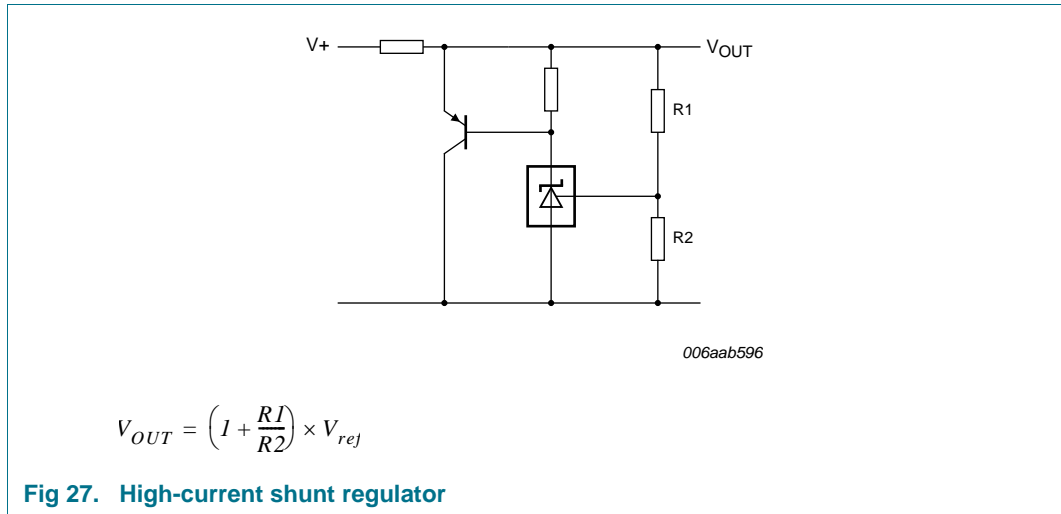 V+
VOUT
R1
R2
006aab596
VOUT = (1 + R1/R2) × Vref
Fig 27. High-current shunt regulator